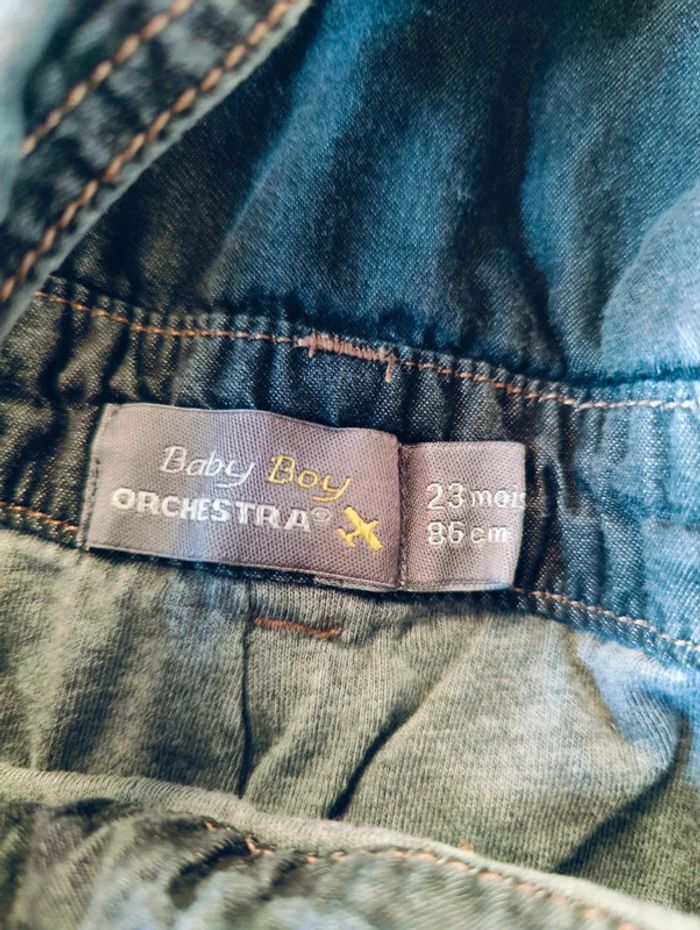 Baby Boy
ORCHESTRA®
23 mois
86 cm